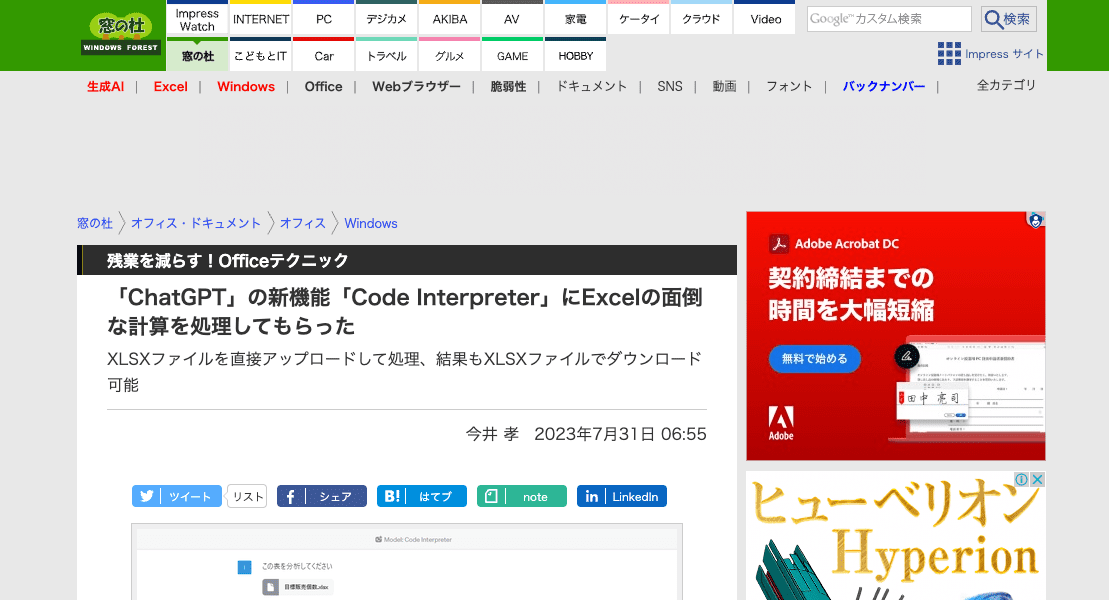 窓の杜
WINDOWS FOREST
Impress Watch
INTERNET
PC
デジカメ
AKIBA
AV
家電
ケータイ
クラウド
Video
窓の杜
こどもとIT
Car
トラベル
グルメ
GAME
HOBBY
Google™カスタム検索
検索
Impress サイト
生成AI | Excel | Windows | Office | Webブラウザー | 脆弱性 | ドキュメント | SNS | 動画 | フォント | バックナンバー |
全カテゴリ
窓の杜
オフィス・ドキュメント
オフィス
Windows
残業を減らす！Officeテクニック
「ChatGPT」の新機能「Code Interpreter」にExcelの面倒
な計算を処理してもらった
XLSXファイルを直接アップロードして処理、結果もXLSXファイルでダウンロード
可能
今井 孝　2023年7月31日 06:55
ツイート
リスト
シェア
B! はてブ
note
in LinkedIn
Model: Code Interpreter
この表を分析してください
目標販売個数.xlsx
Adobe Acrobat DC
契約締結までの
時間を大幅短縮
無料で始める
田中 亮司
Adobe
ヒューベリオン
Hyperion